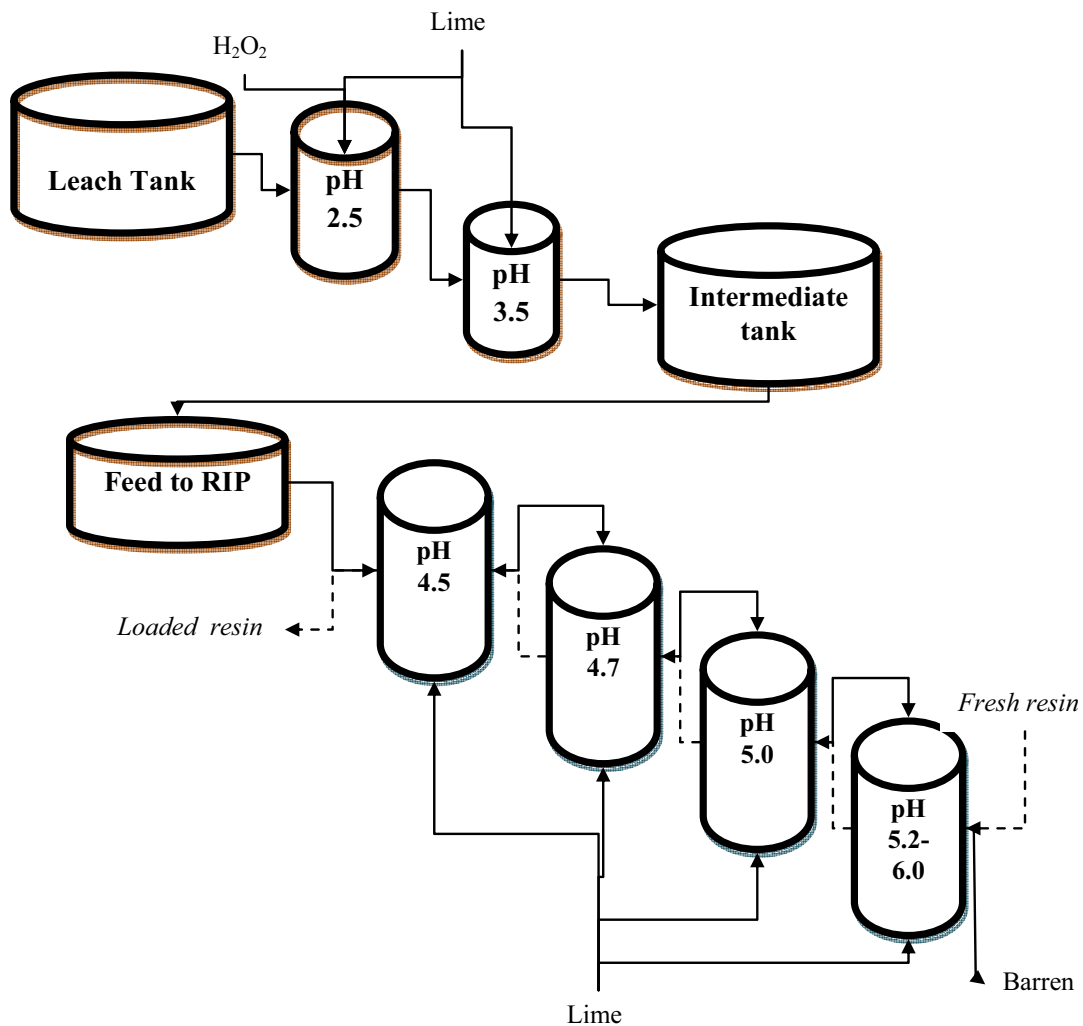 Lime
H₂O₂
Leach Tank
pH
2.5
pH
3.5
Intermediate
tank
Feed to RIP
pH
4.5
Loaded resin
pH
4.7
pH
5.0
Fresh resin
pH
5.2-
6.0
Barren
Lime